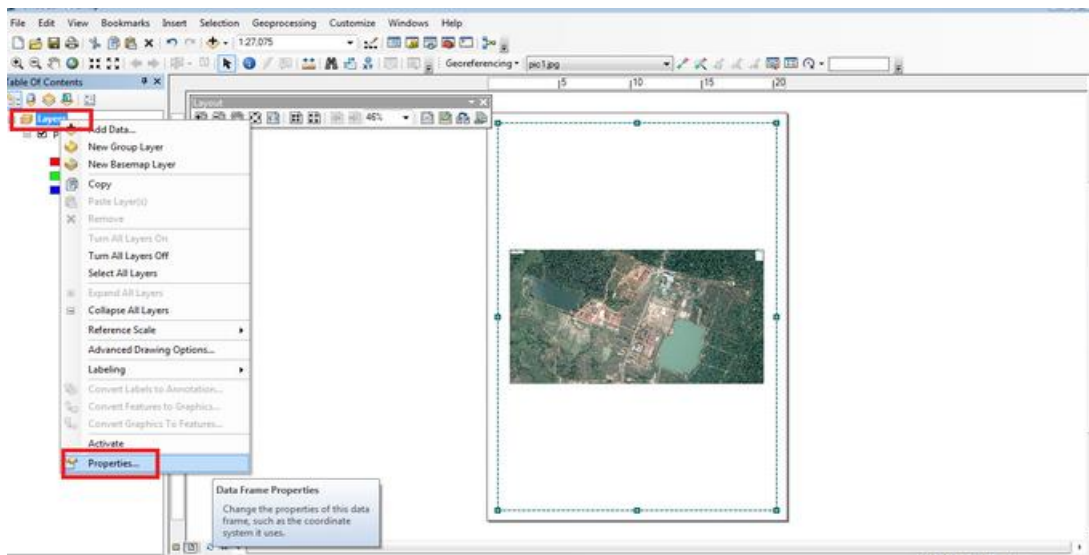 File Edit View Bookmarks Insert Selection Geoprocessing Customize Windows Help
1:27,075
Georeferencing pic1.jpg
Table Of Contents
5 10 15 20
Layout
46%
Layers
Add Data...
New Group Layer
New Basemap Layer
Copy
Paste Layer(s)
Remove
Turn All Layers On
Turn All Layers Off
Select All Layers
Expand All Layers
Collapse All Layers
Reference Scale
Advanced Drawing Options...
Labeling
Convert Labels to Annotation...
Convert Features to Graphics...
Convert Graphics To Features...
Activate
Properties...
Data Frame Properties
Change the properties of this data
frame, such as the coordinate
system it uses.